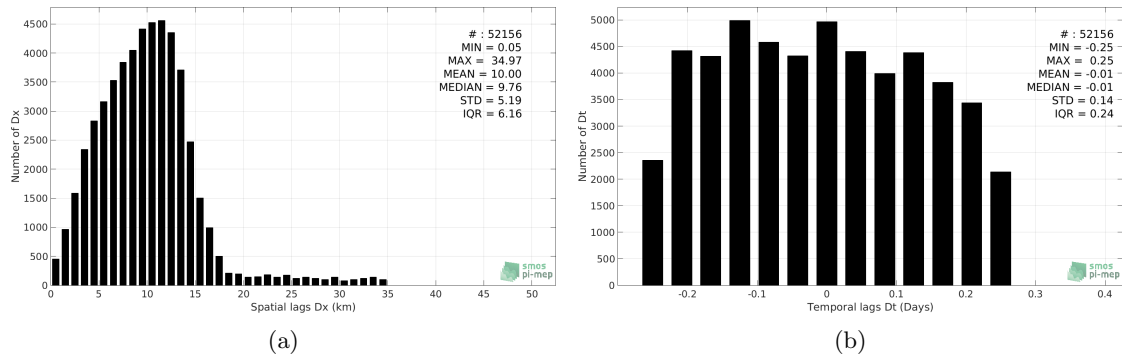 4500
4000
3500
3000
2500
2000
1500
1000
500
0
Number of Dx
# : 52156
MIN = 0.05
MAX = 34.97
MEAN = 10.00
MEDIAN = 9.76
STD = 5.19
IQR = 6.16
smos
pi-mep
0 5 10 15 20 25 30 35 40 45 50
Spatial lags Dx (km)
(a)
5000
4500
4000
3500
3000
2500
2000
1500
1000
500
0
Number of Dt
# : 52156
MIN = -0.25
MAX = 0.25
MEAN = -0.01
MEDIAN = -0.01
STD = 0.14
IQR = 0.24
smos
pi-mep
-0.2 -0.1 0 0.1 0.2 0.3 0.4
Temporal lags Dt (Days)
(b)